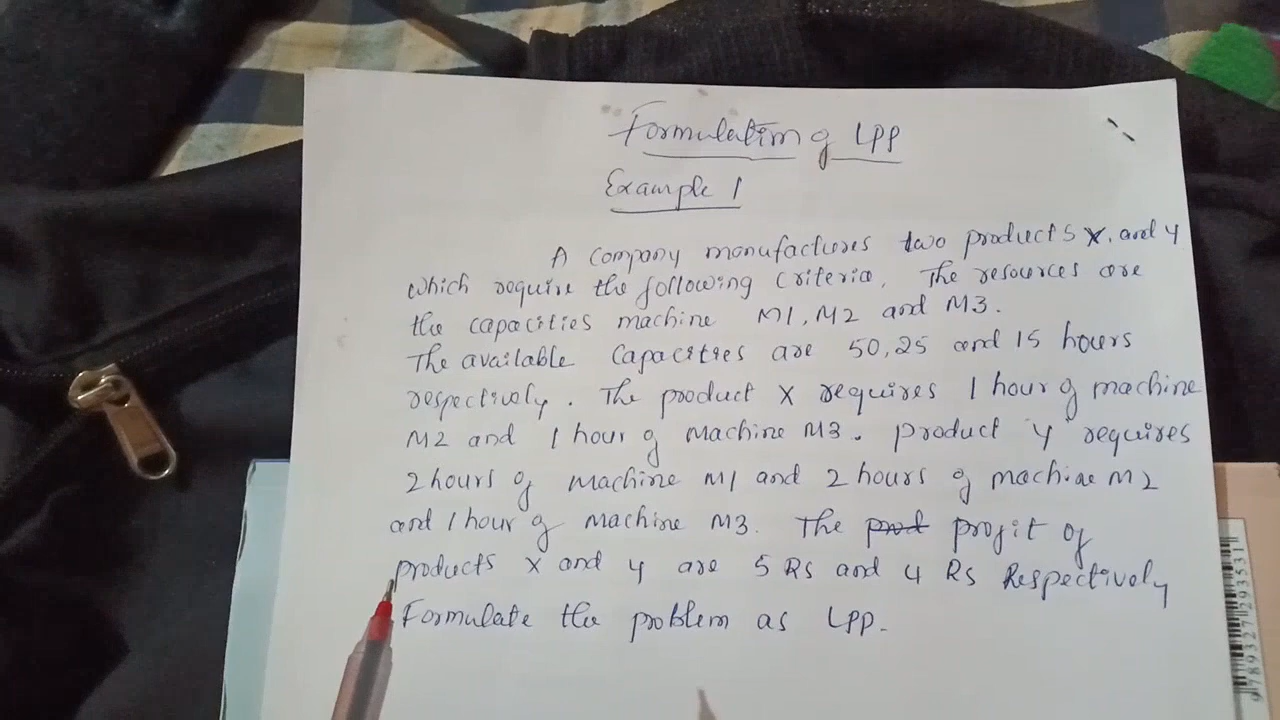 Formulating of LPP
Example 1
A Company manufactures two products X, and Y
which require the following Criteria, The resources are
the capacities machine M1, M2 and M3.
The available Capacities are 50,25 and 15 hours
respectively. The product X requires 1 hour of machine
M2 and 1 hour of Machine M3. Product Y requires
2 hours of Machine M1 and 2 hours of machine M2
and 1 hour of machine M3. The prod profit of
products X and Y are 5 Rs and 4 Rs Respectively
Formulate the problem as LPP.
9 789327 293531